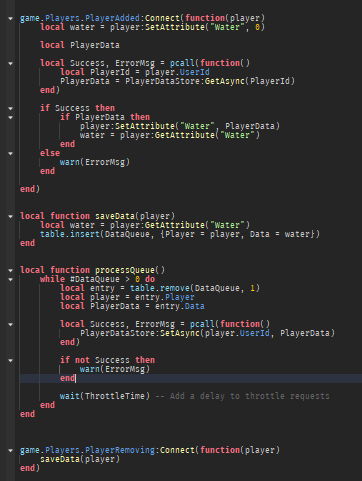 game.Players.PlayerAdded:Connect(function(player)
local water = player:SetAttribute("Water", 0)
local PlayerData
local Success, ErrorMsg = pcall(function()
local PlayerId = player.UserId
PlayerData = PlayerDataStore:GetAsync(PlayerId)
end)
if Success then
if PlayerData then
player:SetAttribute("Water", PlayerData)
water = player:GetAttribute("Water")
end
else
warn(ErrorMsg)
end
end)
local function saveData(player)
local water = player:GetAttribute("Water")
table.insert(DataQueue, {Player = player, Data = water})
end
local function processQueue()
while #DataQueue > 0 do
local entry = table.remove(DataQueue, 1)
local player = entry.Player
local PlayerData = entry.Data
local Success, ErrorMsg = pcall(function()
PlayerDataStore:SetAsync(player.UserId, PlayerData)
end)
if not Success then
warn(ErrorMsg)
end
wait(ThrottleTime) -- Add a delay to throttle requests
end
end
game.Players.PlayerRemoving:Connect(function(player)
saveData(player)
end)